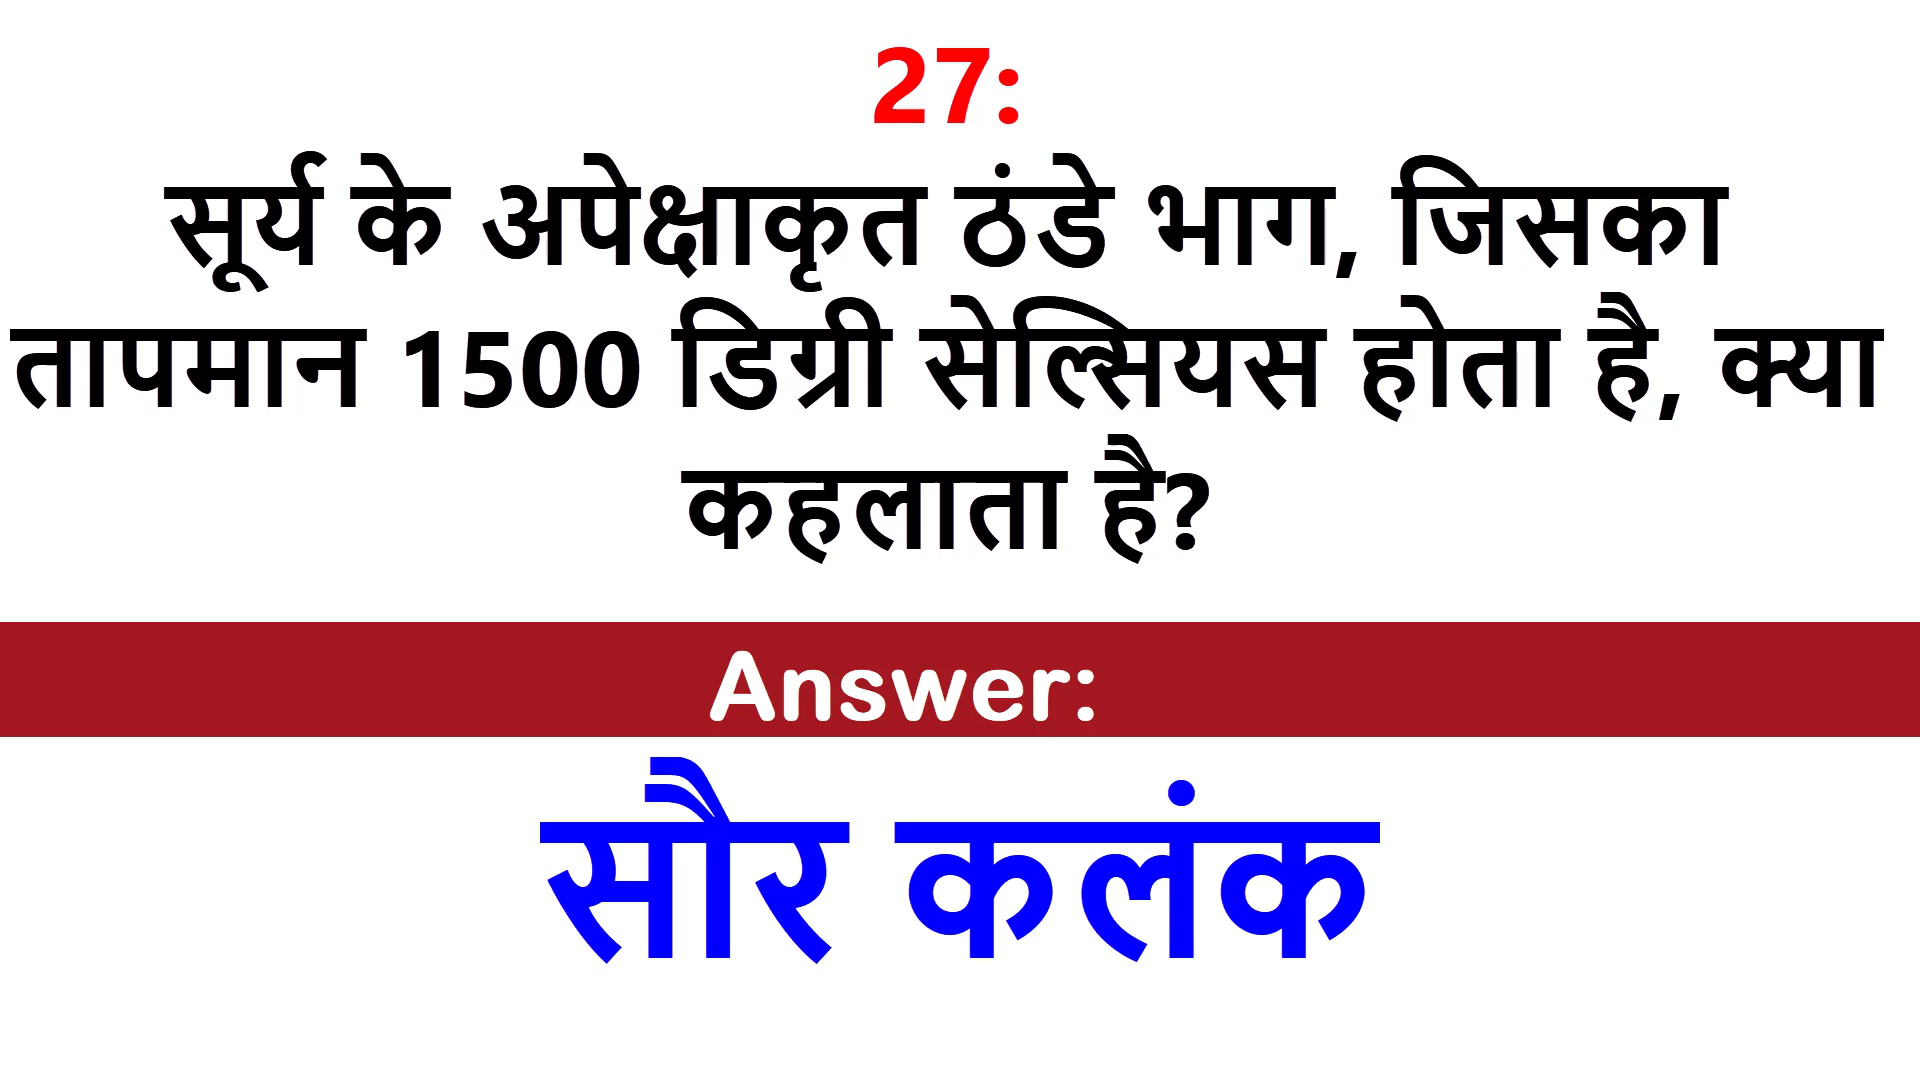 27:
सूर्य के अपेक्षाकृत ठंडे भाग, जिसका
तापमान 1500 डिग्री सेल्सियस होता है, क्या
कहलाता है?
Answer:
सौर कलंक